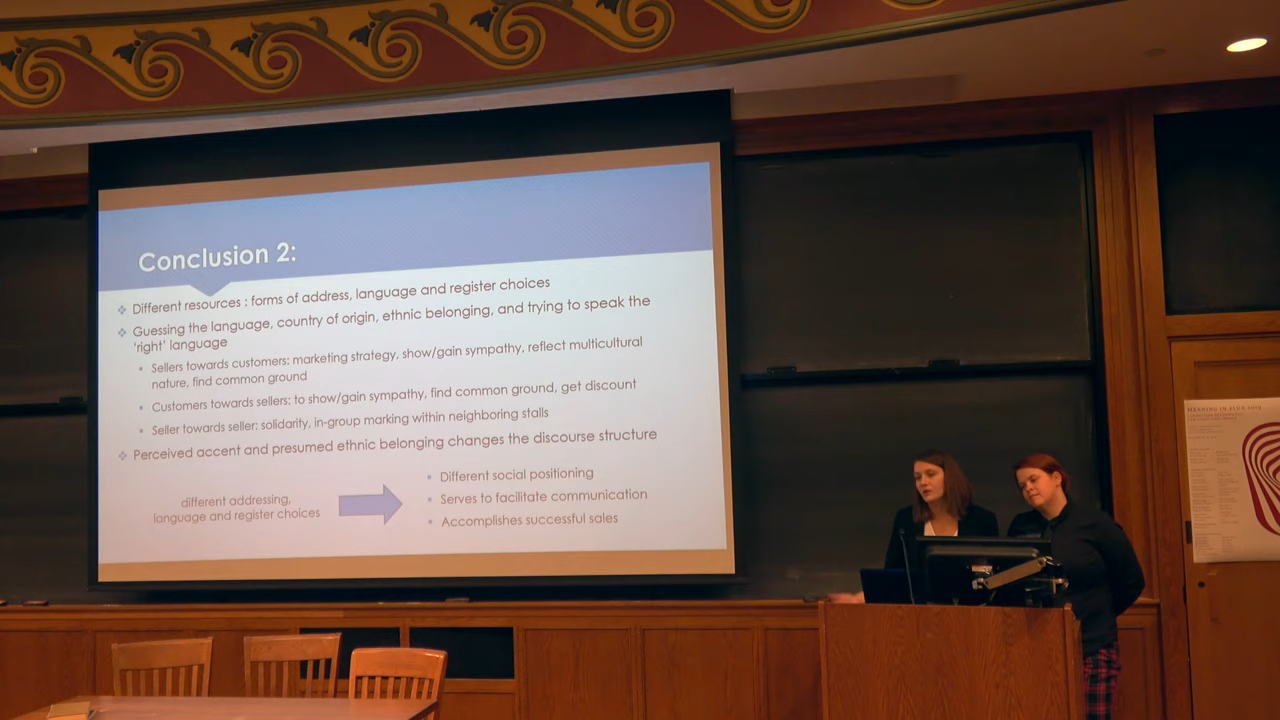 Conclusion 2:
Different resources : forms of address, language and register choices
Guessing the language, country of origin, ethnic belonging, and trying to speak the
'right' language
Sellers towards customers: marketing strategy, show/gain sympathy, reflect multicultural
nature, find common ground
Customers towards sellers: to show/gain sympathy, find common ground, get discount
Seller towards seller: solidarity, in-group marking within neighboring stalls
Perceived accent and presumed ethnic belonging changes the discourse structure
different addressing,
language and register choices
Different social positioning
Serves to facilitate communication
Accomplishes successful sales
MEANING IN FLUX 2019